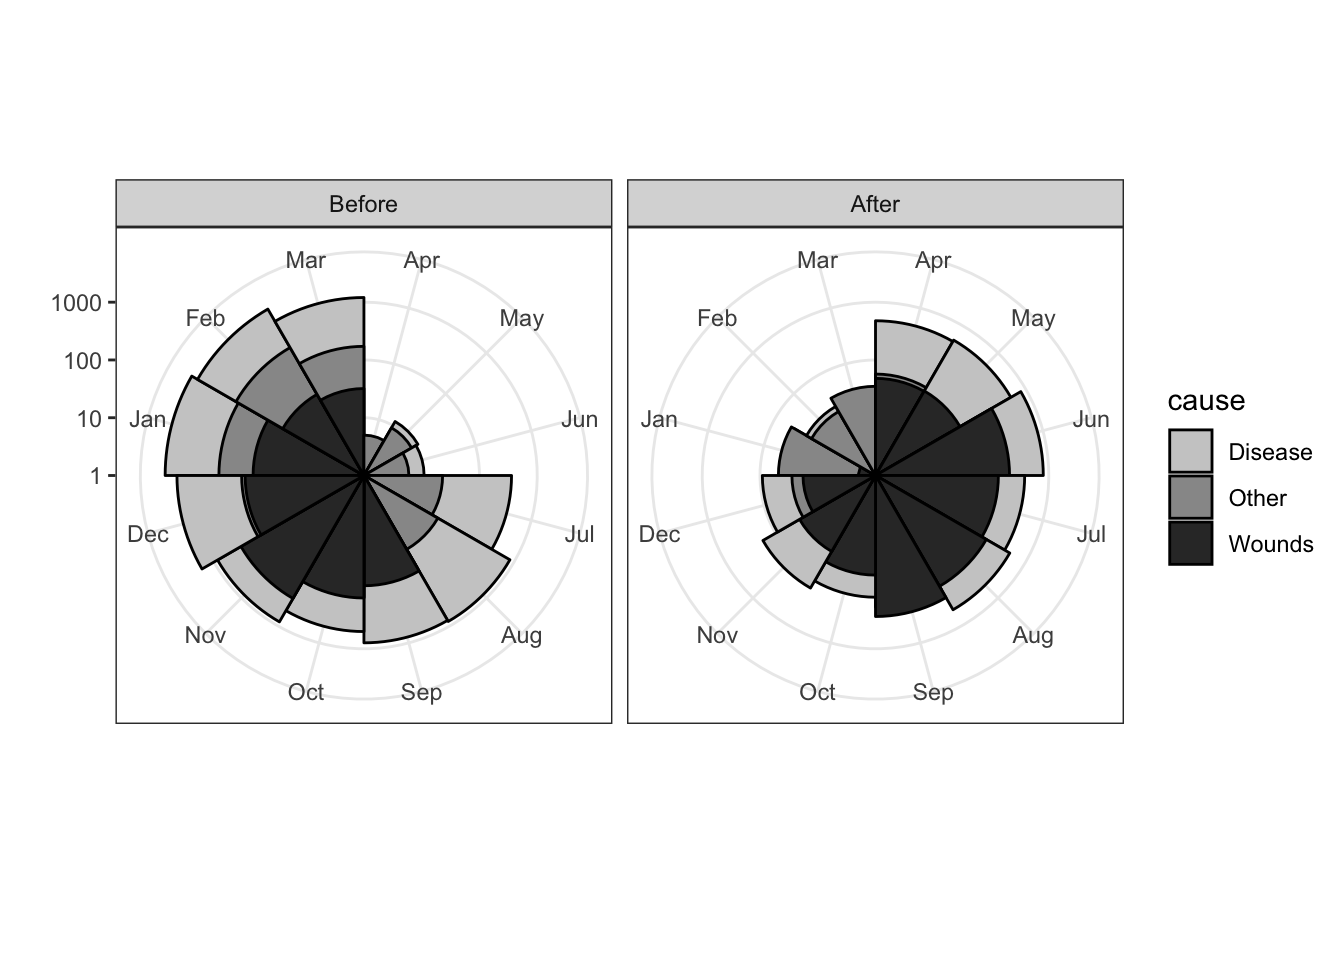 Before
After
Mar
Apr
Mar
Apr
1000
Feb
May
Feb
May
100
10
Jan
Jun
Jan
Jun
1
Dec
Jul
Dec
Jul
Nov
Aug
Nov
Aug
Oct
Sep
Oct
Sep
cause
Disease
Other
Wounds